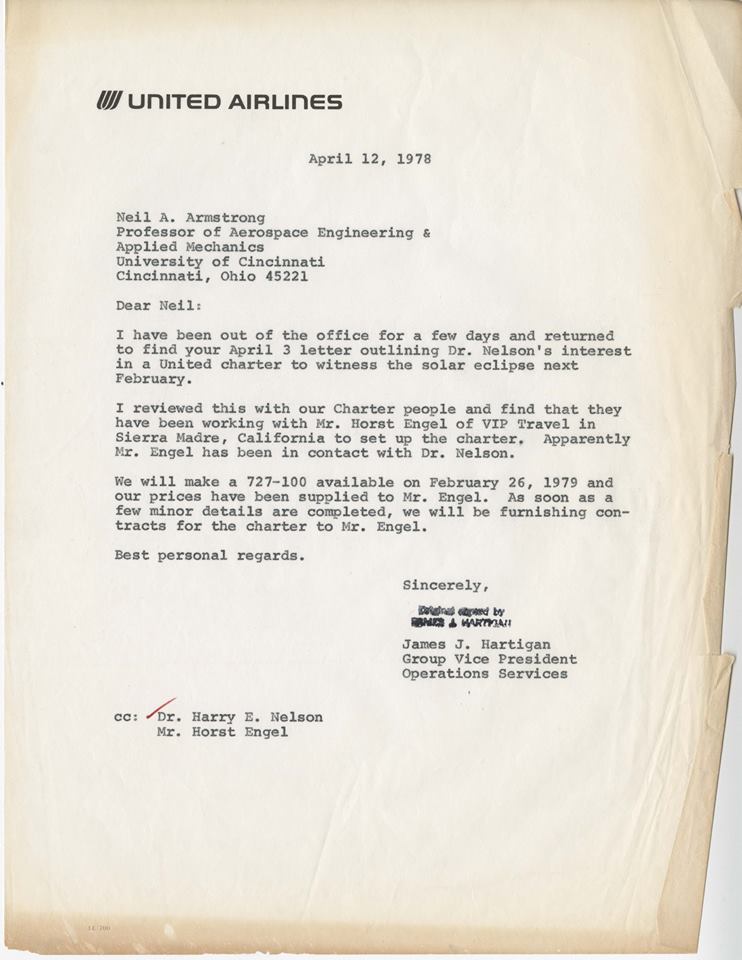 UNITED AIRLINES
April 12, 1978
Neil A. Armstrong
Professor of Aerospace Engineering &
Applied Mechanics
University of Cincinnati
Cincinnati, Ohio 45221
Dear Neil:
I have been out of the office for a few days and returned
to find your April 3 letter outlining Dr. Nelson's interest
in a United charter to witness the solar eclipse next
February.
I reviewed this with our Charter people and find that they
have been working with Mr. Horst Engel of VIP Travel in
Sierra Madre, California to set up the charter. Apparently
Mr. Engel has been in contact with Dr. Nelson.
We will make a 727-100 available on February 26, 1979 and
our prices have been supplied to Mr. Engel. As soon as a
few minor details are completed, we will be furnishing con-
tracts for the charter to Mr. Engel.
Best personal regards.
Sincerely,
Original signed by
JAMES J. HARTIGAN
James J. Hartigan
Group Vice President
Operations Services
cc: Dr. Harry E. Nelson
Mr. Horst Engel